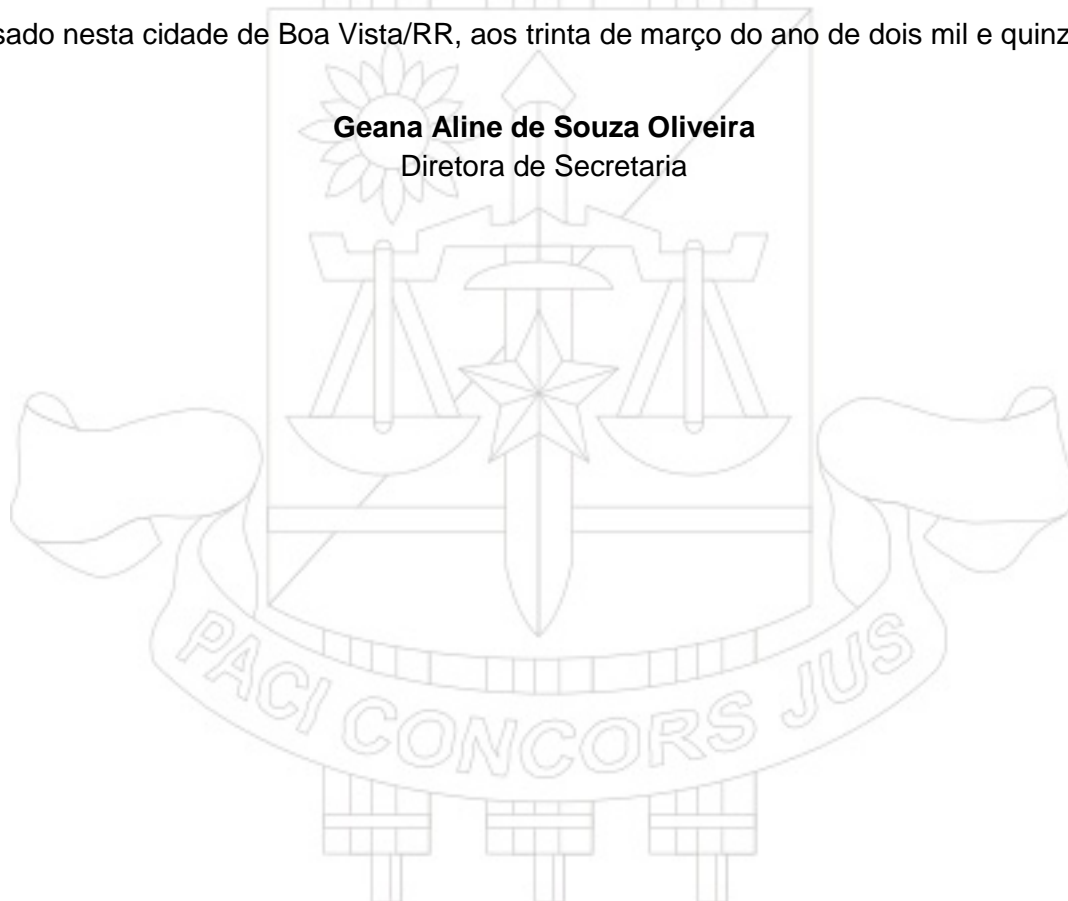 sado nesta cidade de Boa Vista/RR, aos trinta de março do ano de dois mil e quinz
Geana Aline de Souza Oliveira
Diretora de Secretaria
PACI CONCORS JUS